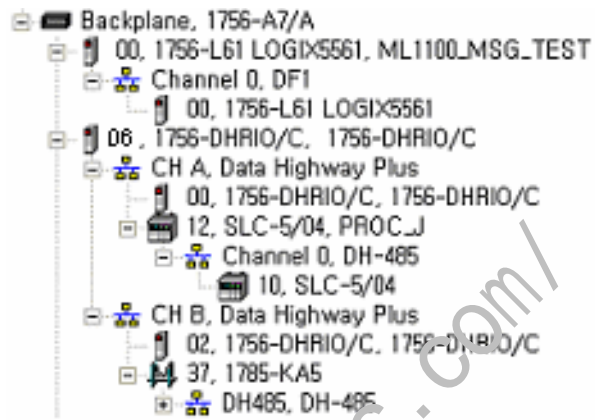 Backplane, 1756-A7/A
00, 1756-L61 LOGIX5561, ML1100_MSG_TEST
Channel 0, DF1
00, 1756-L61 LOGIX5561
06 , 1756-DHRIO/C, 1756-DHRIO/C
CH A, Data Highway Plus
00, 1756-DHRIO/C, 1756-DHRIO/C
12, SLC-5/04, PROC_J
Channel 0, DH-485
10, SLC-5/04
CH B, Data Highway Plus
02, 1756-DHRIO/C, 1756-DHRIO/C
37, 1785-KA5
DH485, DH-485
s.com/